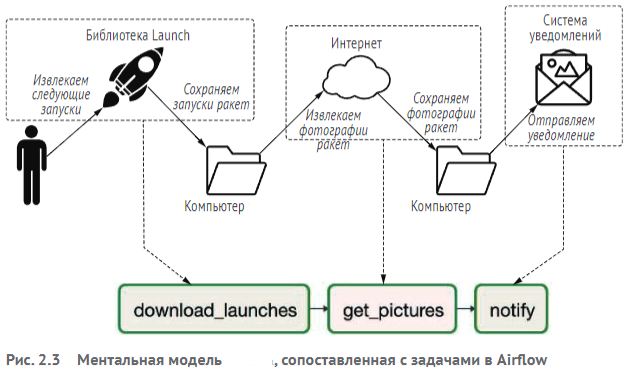 Библиотека Launch
Интернет
Система
уведомлений
Извлекаем
следующие
запуски
Сохраняем
запуски ракет
Извлекаем
фотографии
ракет
Сохраняем
фотографии
ракет
Отправляем
уведомление
Компьютер
Компьютер
download_launches
get_pictures
notify
Рис. 2.3 Ментальная модель , сопоставленная с задачами в Airflow